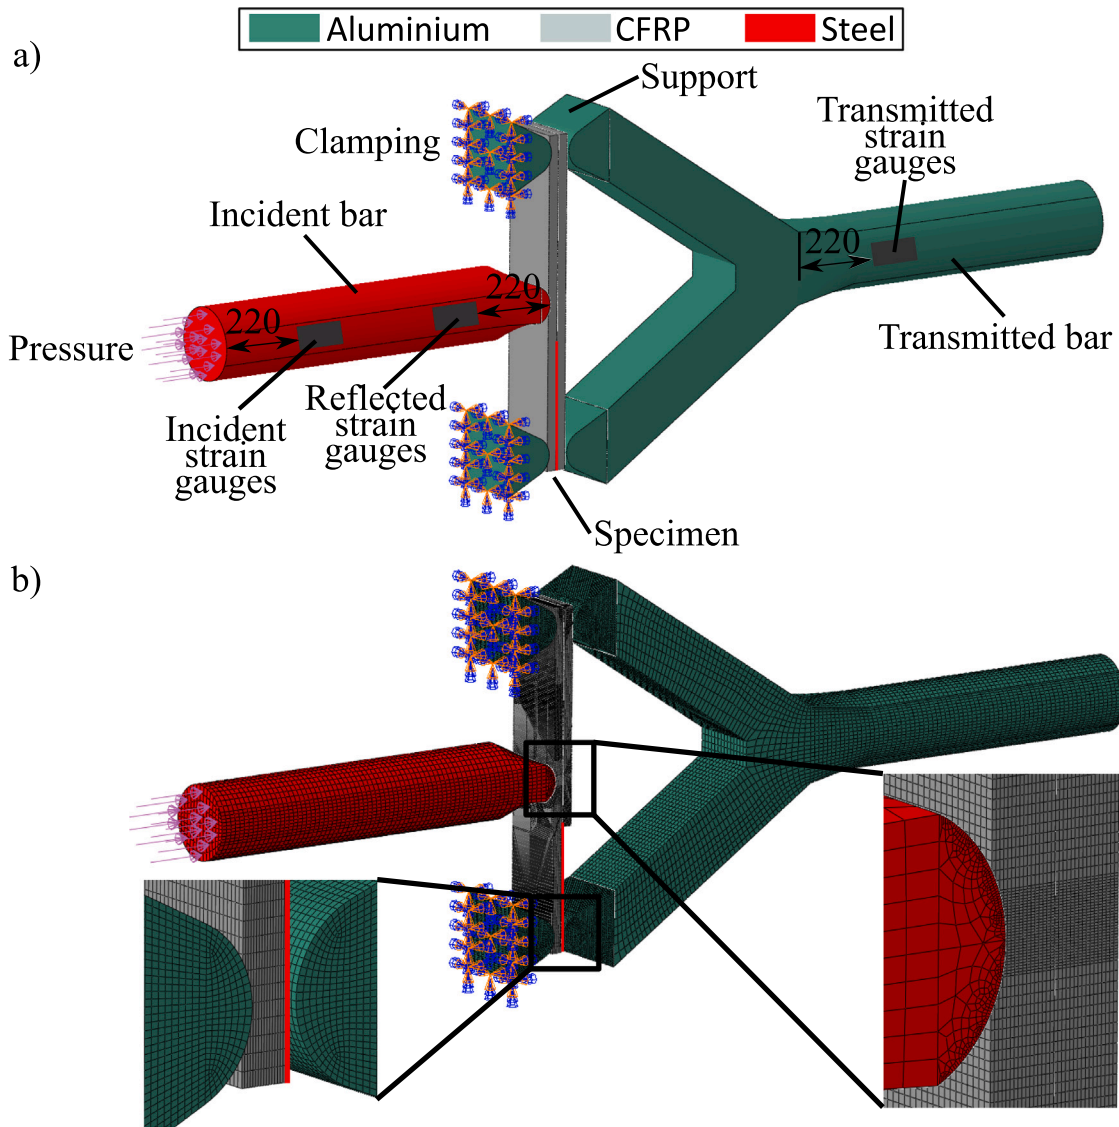 Aluminium CFRP Steel
a)
Support
Clamping
Transmitted
strain
gauges
Incident bar
220
220
220
Pressure
Transmitted bar
Incident
strain
gauges
Reflected
strain
gauges
Specimen
b)